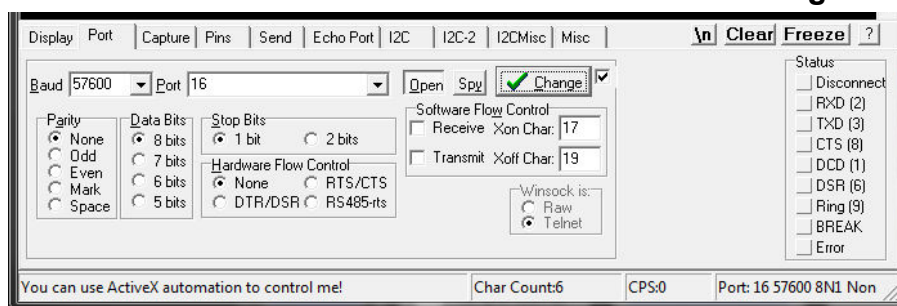 Display Port Capture Pins Send Echo Port I2C I2C-2 I2CMisc Misc \n Clear Freeze ?
Baud 57600 Port 16 Open Spy Change
Status
Disconnect
RXD (2)
TXD (3)
CTS (8)
DCD (1)
DSR (6)
Ring (9)
BREAK
Error
Parity
None
Odd
Even
Mark
Space
Data Bits
8 bits
7 bits
6 bits
5 bits
Stop Bits
1 bit 2 bits
Hardware Flow Control
None RTS/CTS
DTR/DSR RS485-rts
Software Flow Control
Receive Xon Char: 17
Transmit Xoff Char: 19
Winsock is:
Raw
Telnet
You can use ActiveX automation to control me! Char Count:6 CPS:0 Port: 16 57600 8N1 Non